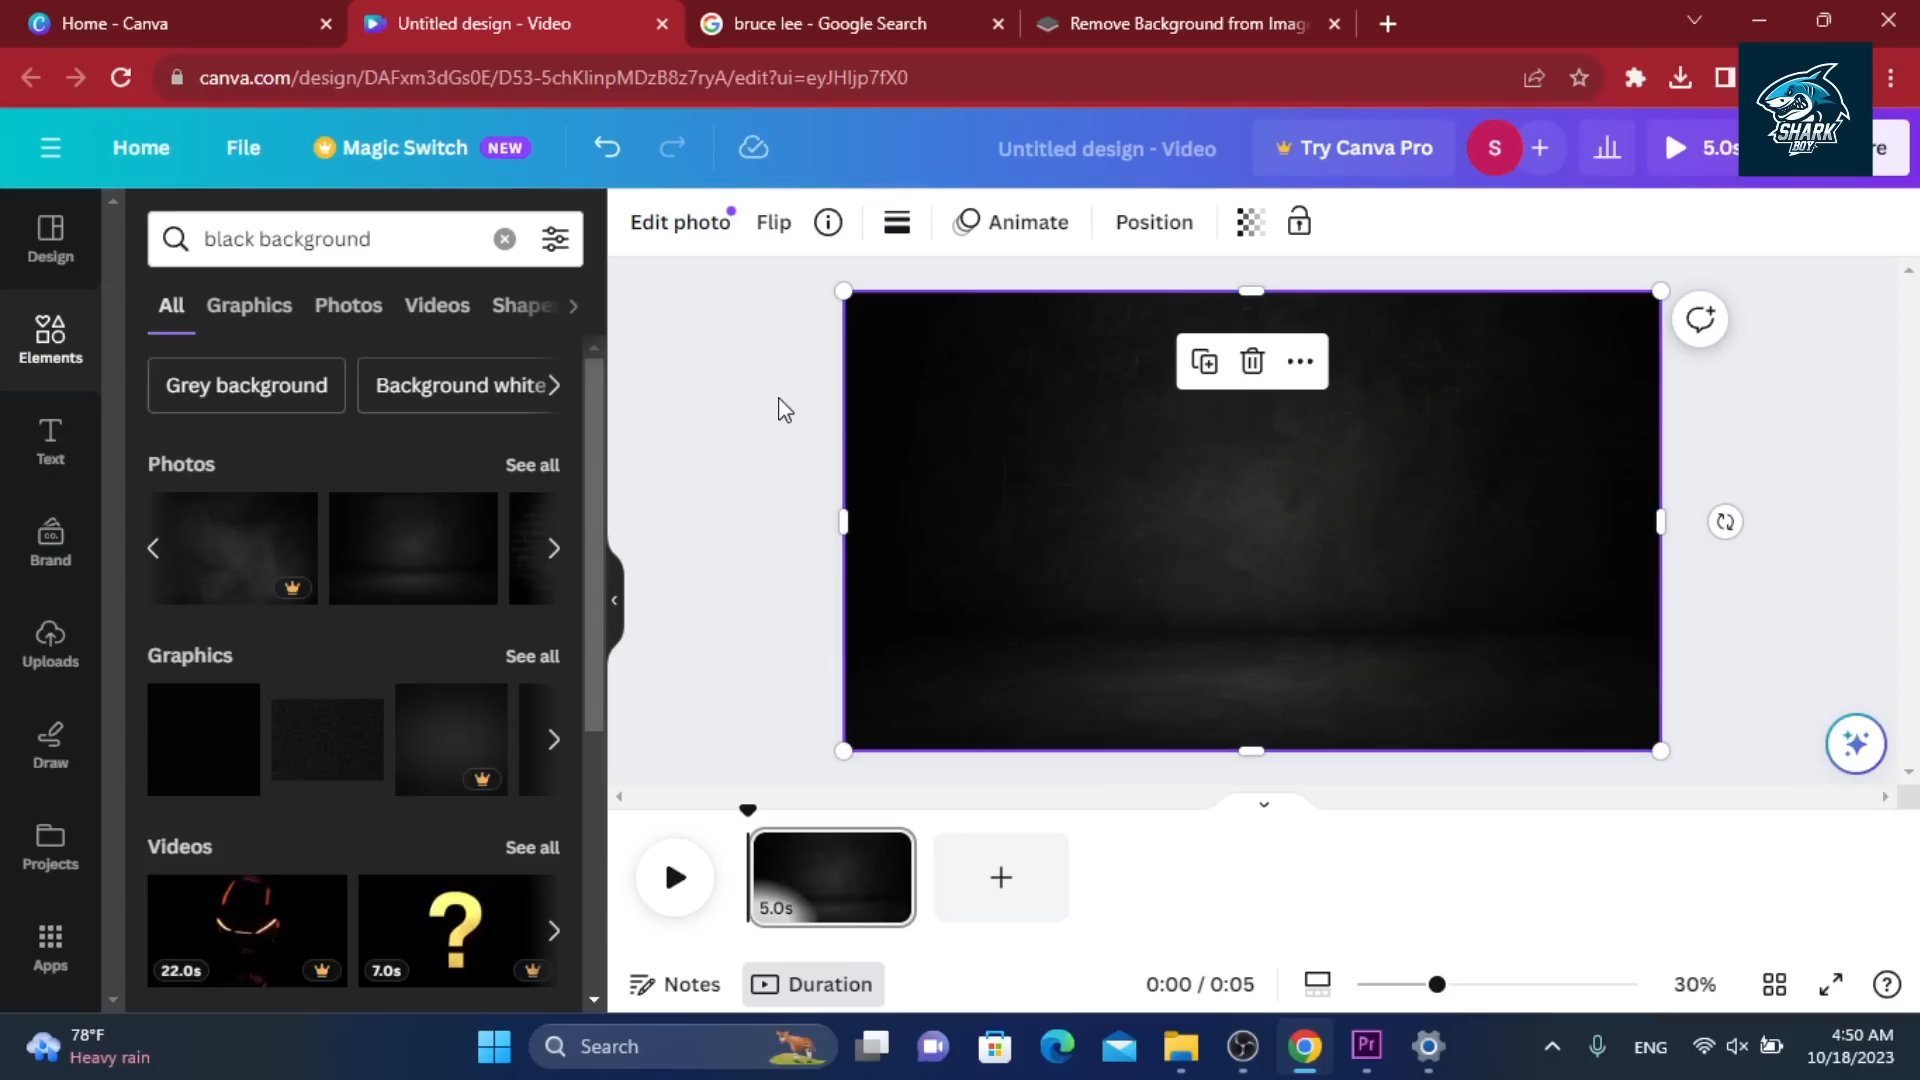 Home - Canva
Untitled design - Video
bruce lee - Google Search
Remove Background from Imag
canva.com/design/DAFxm3dGs0E/D53-5chKlinpMDzB8z7ryA/edit?ui=eyJHIjp7fX0
SHARK
BOY
Home
File
Magic Switch
NEW
Untitled design - Video
Try Canva Pro
S
5.0s
re
Design
Elements
Text
Brand
Uploads
Draw
Projects
Apps
black background
All
Graphics
Photos
Videos
Shapes
Grey background
Background white
Photos
See all
Graphics
See all
Videos
See all
22.0s
?
7.0s
Edit photo
Flip
Animate
Position
5.0s
Notes
Duration
0:00 / 0:05
30%
78°F
Heavy rain
Search
Pr
ENG
4:50 AM
10/18/2023